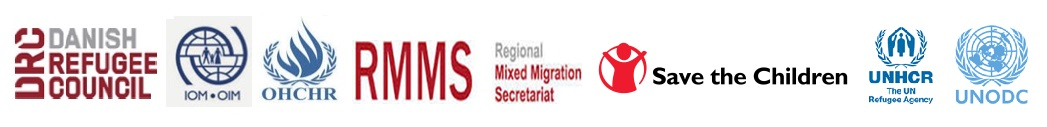 DRC DANISH
REFUGEE
COUNCIL
IOM • OIM
OHCHR
RMMS
Regional
Mixed Migration
Secretariat
Save the Children
UNHCR
The UN
Refugee Agency
UNODC